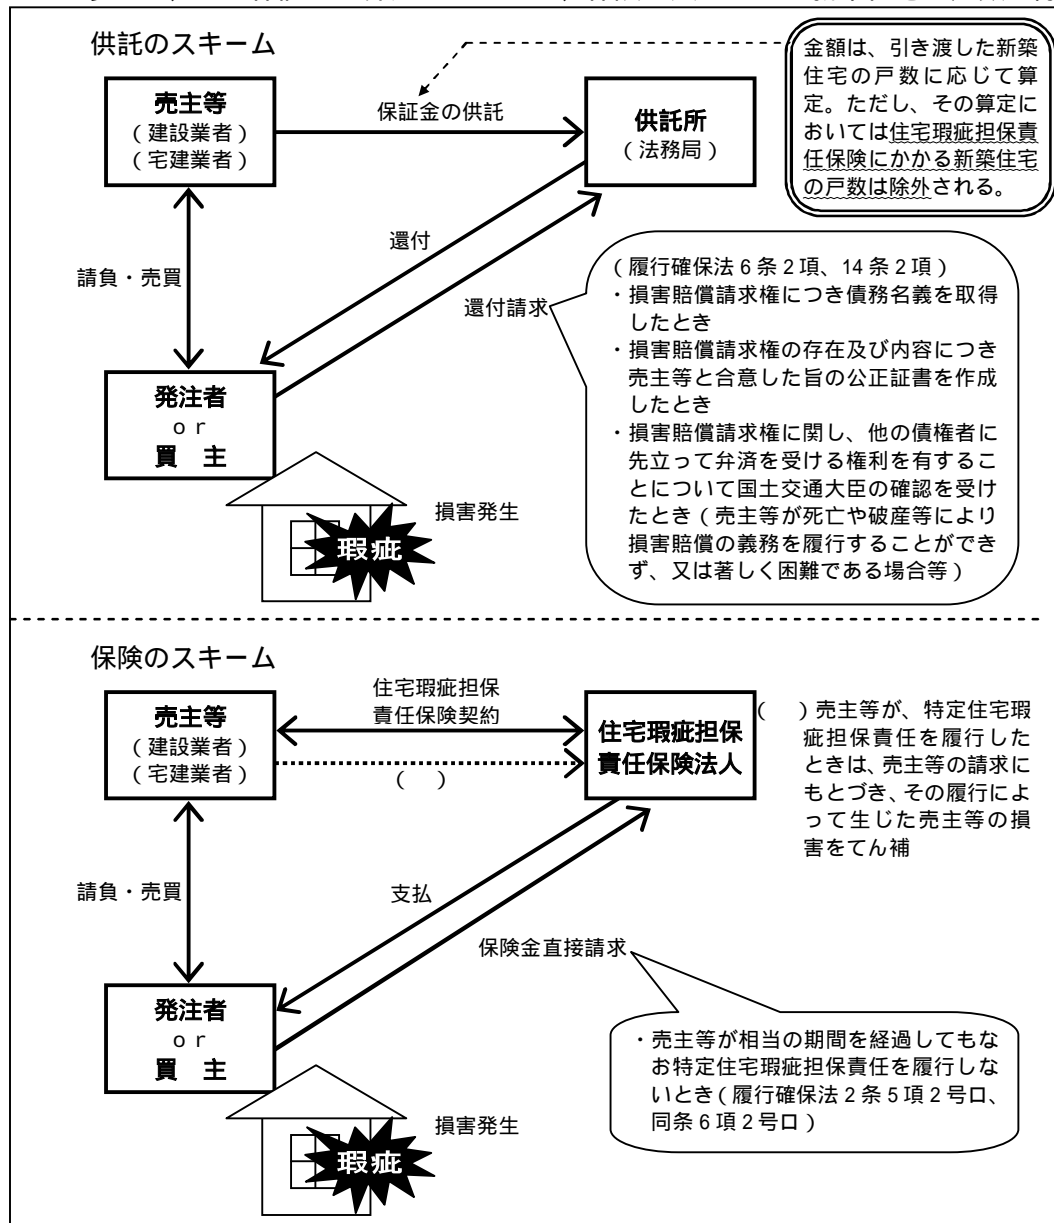 供託のスキーム
売主等
（建設業者）
（宅建業者）
保証金の供託
供託所
（法務局）
金額は、引き渡した新築
住宅の戸数に応じて算
定。ただし、その算定に
おいては住宅瑕疵担保責
任保険にかかる新築住宅
の戸数は除外される。
請負・売買
還付
還付請求
（履行確保法６条２項、14条２項）
・損害賠償請求権につき債務名義を取得
したとき
・損害賠償請求権の存在及び内容につき
売主等と合意した旨の公正証書を作成
したとき
・損害賠償請求権に関し、他の債権者に
先立って弁済を受ける権利を有するこ
とについて国土交通大臣の確認を受け
たとき（売主等が死亡や破産等により
損害賠償の義務を履行することができ
ず、又は著しく困難である場合等）
発注者
ｏｒ
買　主
損害発生
瑕疵
保険のスキーム
売主等
（建設業者）
（宅建業者）
住宅瑕疵担保
責任保険契約
（　）
住宅瑕疵担保
責任保険法人
（　）売主等が、特定住宅瑕
疵担保責任を履行した
ときは、売主等の請求に
もとづき、その履行によ
って生じた売主等の損
害をてん補
請負・売買
支払
保険金直接請求
発注者
ｏｒ
買　主
・売主等が相当の期間を経過してもな
お特定住宅瑕疵担保責任を履行しな
いとき（履行確保法２条５項２号ロ、
同条６項２号ロ）
損害発生
瑕疵